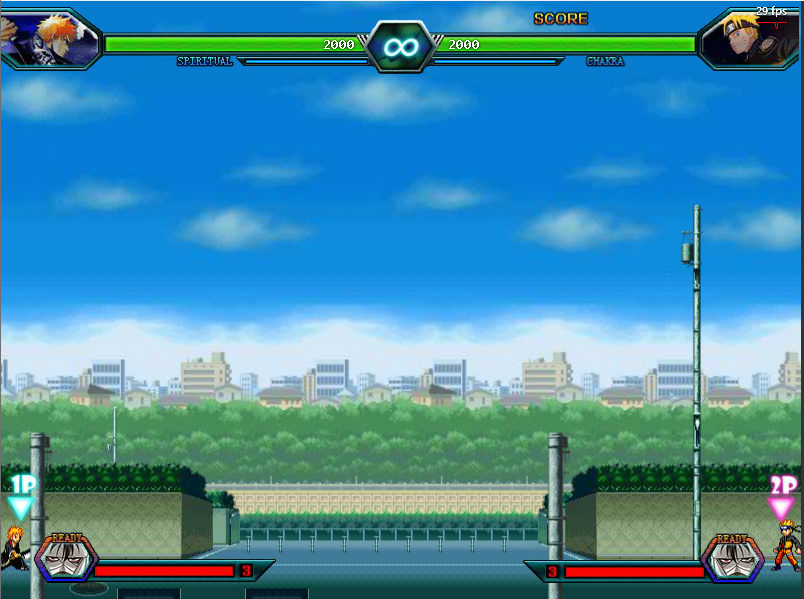 SCORE
29 fps
2000 ∞ 2000
SPIRITUAL
CHAKRA
1P
2P
READY
READY
3
3